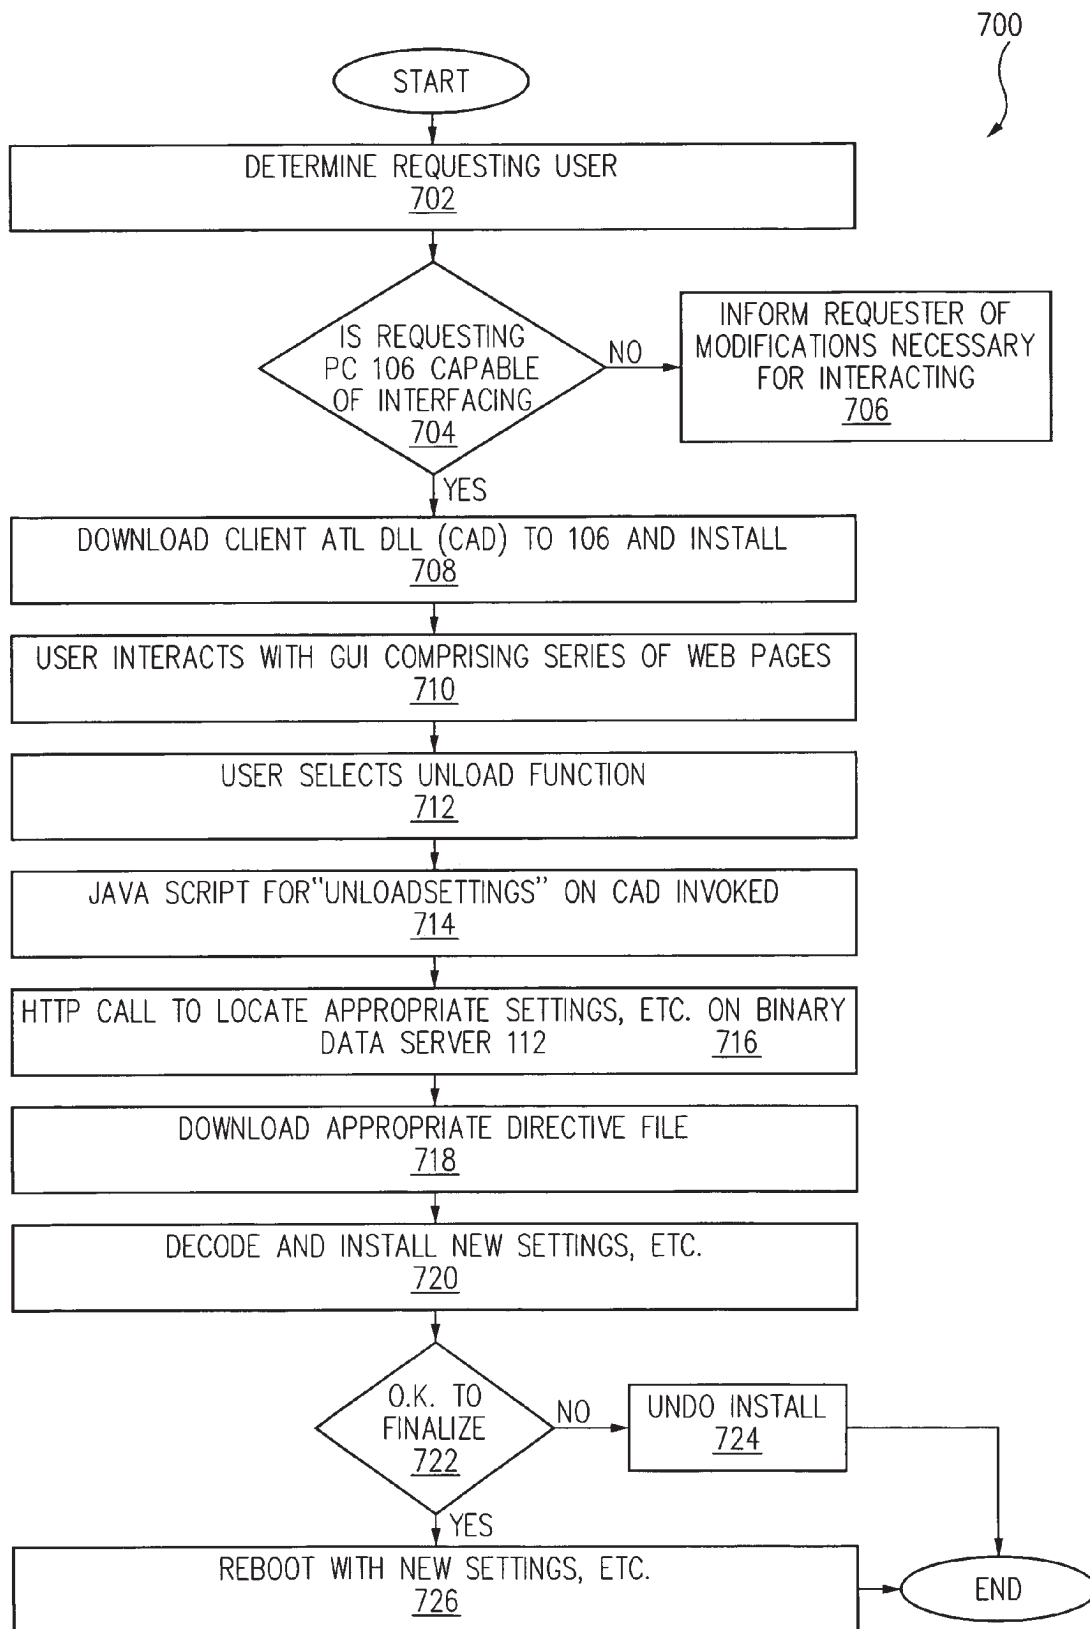 700
START
DETERMINE REQUESTING USER
702
IS REQUESTING
PC 106 CAPABLE
OF INTERFACING
704
NO
INFORM REQUESTER OF
MODIFICATIONS NECESSARY
FOR INTERACTING
706
YES
DOWNLOAD CLIENT ATL DLL (CAD) TO 106 AND INSTALL
708
USER INTERACTS WITH GUI COMPRISING SERIES OF WEB PAGES
710
USER SELECTS UNLOAD FUNCTION
712
JAVA SCRIPT FOR"UNLOADSETTINGS" ON CAD INVOKED
714
HTTP CALL TO LOCATE APPROPRIATE SETTINGS, ETC. ON BINARY
DATA SERVER 112 716
DOWNLOAD APPROPRIATE DIRECTIVE FILE
718
DECODE AND INSTALL NEW SETTINGS, ETC.
720
O.K. TO
FINALIZE
722
NO
UNDO INSTALL
724
YES
REBOOT WITH NEW SETTINGS, ETC.
726
END